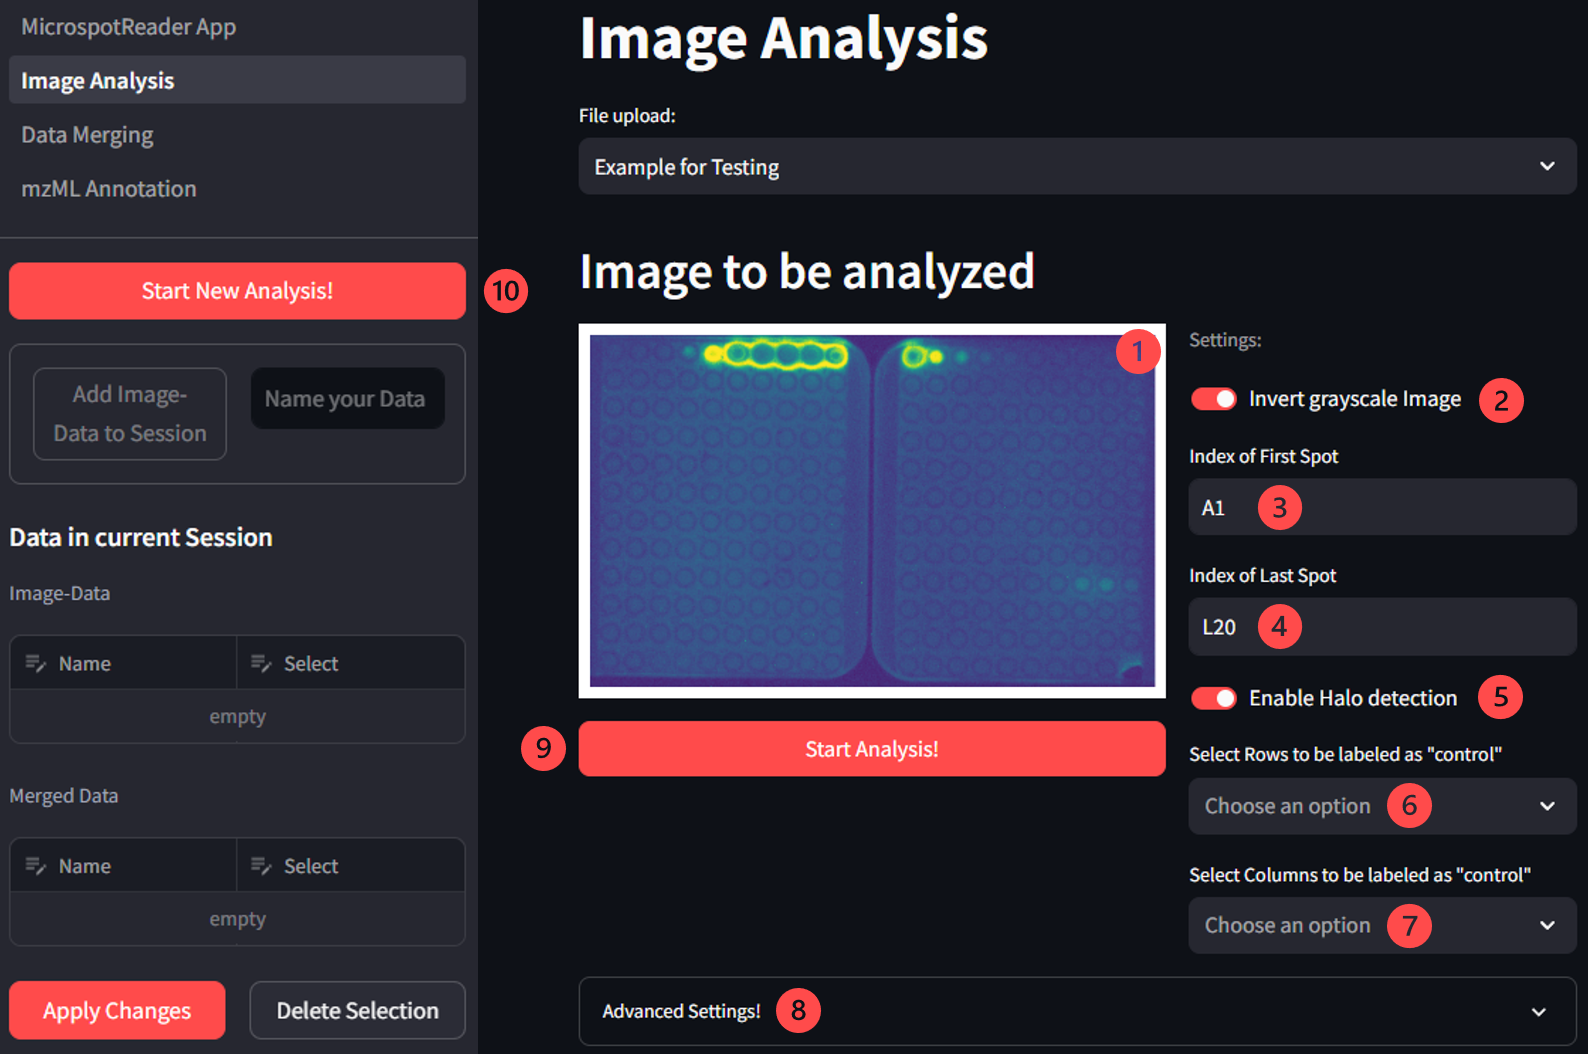 MicrospotReader App
Image Analysis
Data Merging
mzML Annotation
Start New Analysis!
10
Add Image-
Data to Session
Name your Data
Data in current Session
Image-Data
Name
Select
empty
Merged Data
Name
Select
empty
Apply Changes
Delete Selection
Image Analysis
File upload:
Example for Testing
Image to be analyzed
1
9
Start Analysis!
Settings:
Invert grayscale Image
2
Index of First Spot
A1
3
Index of Last Spot
L20
4
Enable Halo detection
5
Select Rows to be labeled as "control"
Choose an option
6
Select Columns to be labeled as "control"
Choose an option
7
Advanced Settings!
8